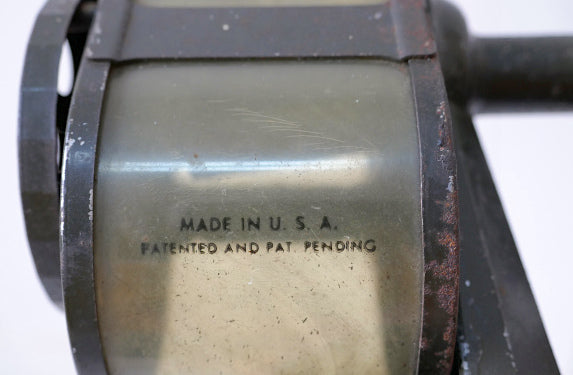 MADE IN U. S. A.
PATENTED AND PAT. PENDING